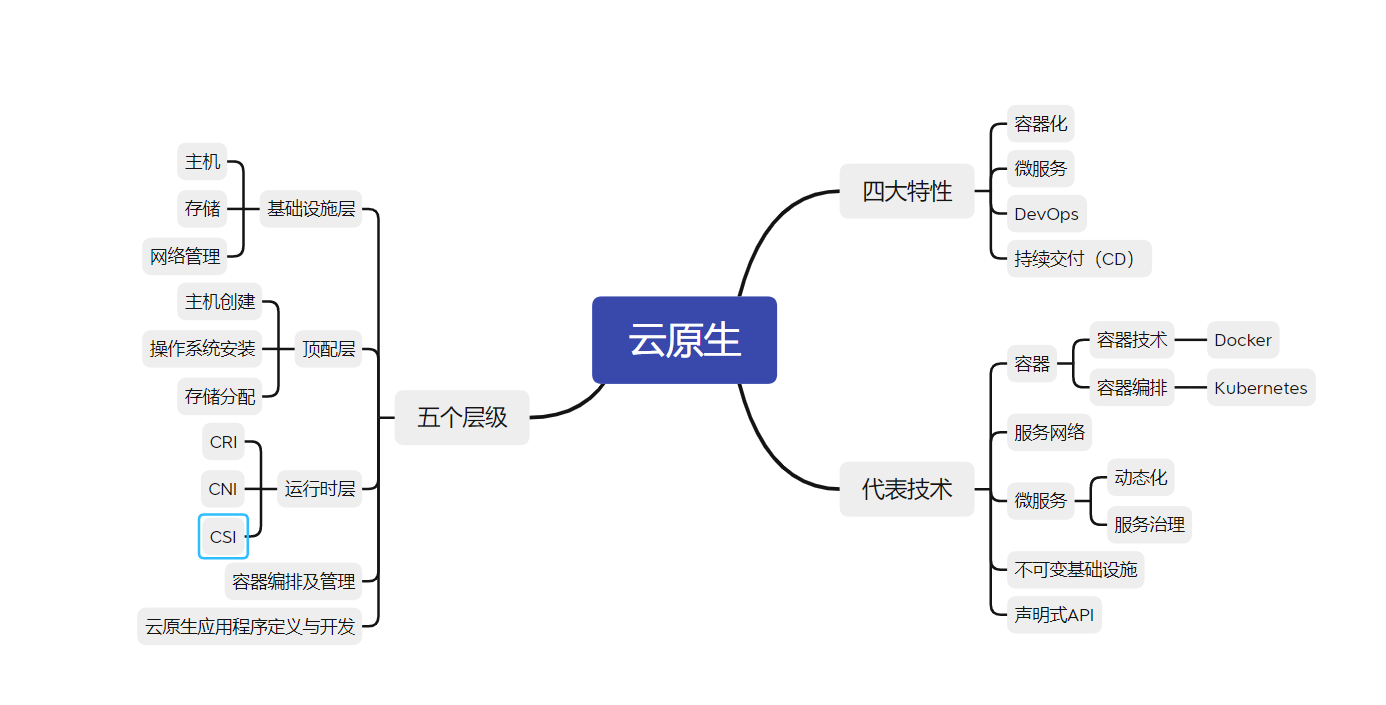 云原生
四大特性
容器化
微服务
DevOps
持续交付（CD）
代表技术
容器
容器技术
Docker
容器编排
Kubernetes
服务网络
微服务
动态化
服务治理
不可变基础设施
声明式API
五个层级
基础设施层
主机
存储
网络管理
顶配层
主机创建
操作系统安装
存储分配
运行时层
CRI
CNI
CSI
容器编排及管理
云原生应用程序定义与开发